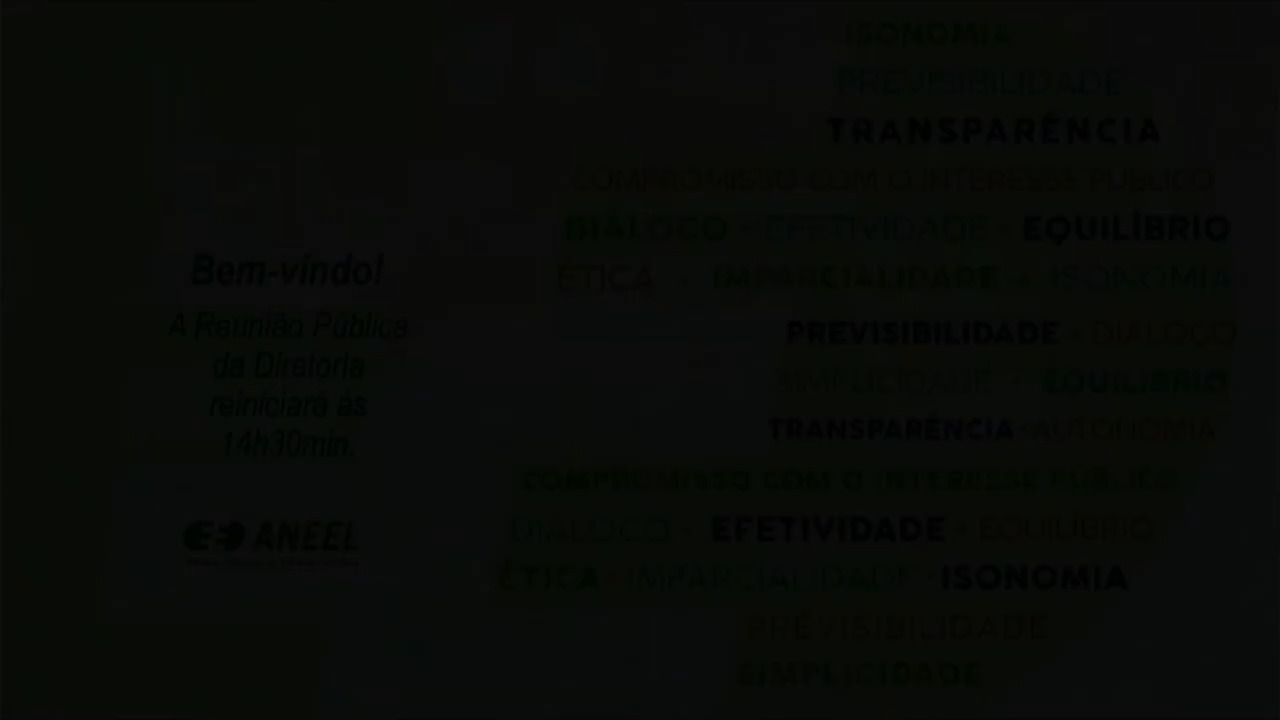 Bem-vindo!
A Reunião Pública
da Diretoria
reiniciará às
14h30min.
ANEEL
ISONOMIA
PREVISIBILIDADE
TRANSPARÊNCIA
COMPROMISSO COM O INTERESSE PÚBLICO
DIÁLOGO · EFETIVIDADE · EQUILÍBRIO
ÉTICA · IMPARCIALIDADE · ISONOMIA
PREVISIBILIDADE · DIÁLOGO
SIMPLICIDADE · EQUILÍBRIO
TRANSPARÊNCIA · AUTONOMIA
COMPROMISSO COM O INTERESSE PÚBLICO
DIÁLOGO · EFETIVIDADE · EQUILÍBRIO
ÉTICA · IMPARCIALIDADE · ISONOMIA
PREVISIBILIDADE
SIMPLICIDADE